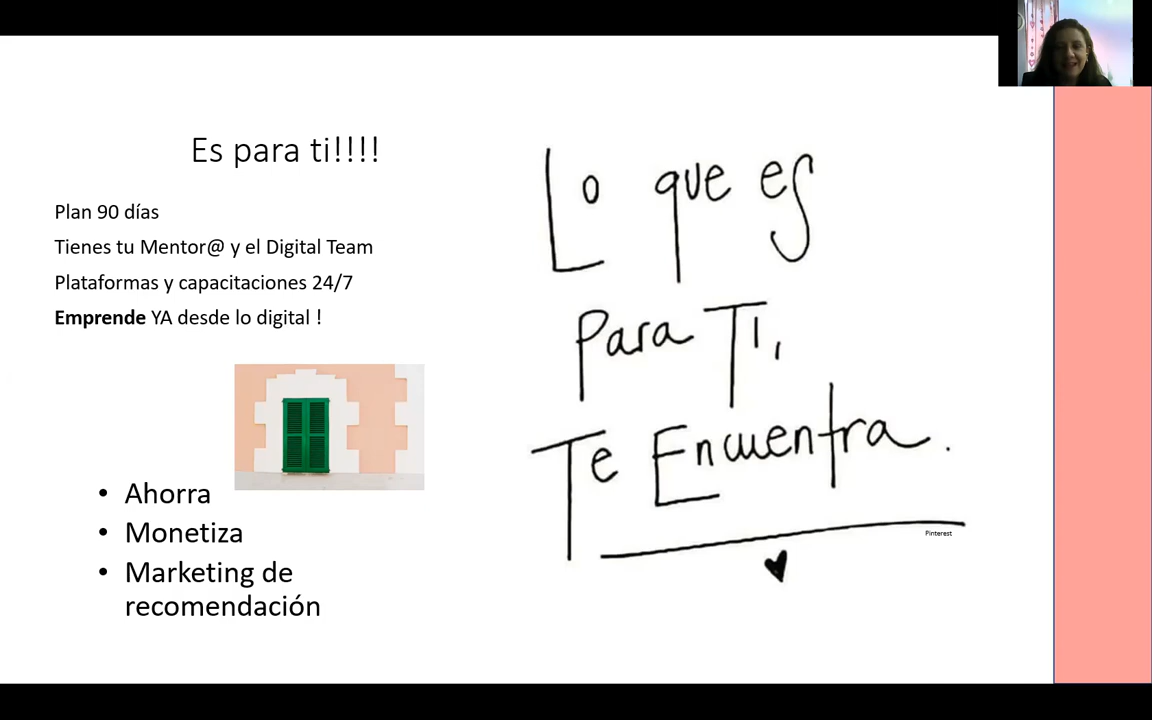 Es para ti!!!!
Plan 90 días
Tienes tu Mentor@ y el Digital Team
Plataformas y capacitaciones 24/7
Emprende YA desde lo digital !
• Ahorra
• Monetiza
• Marketing de
recomendación
Lo que es
Para Ti,
Te Encuentra.
Pinterest